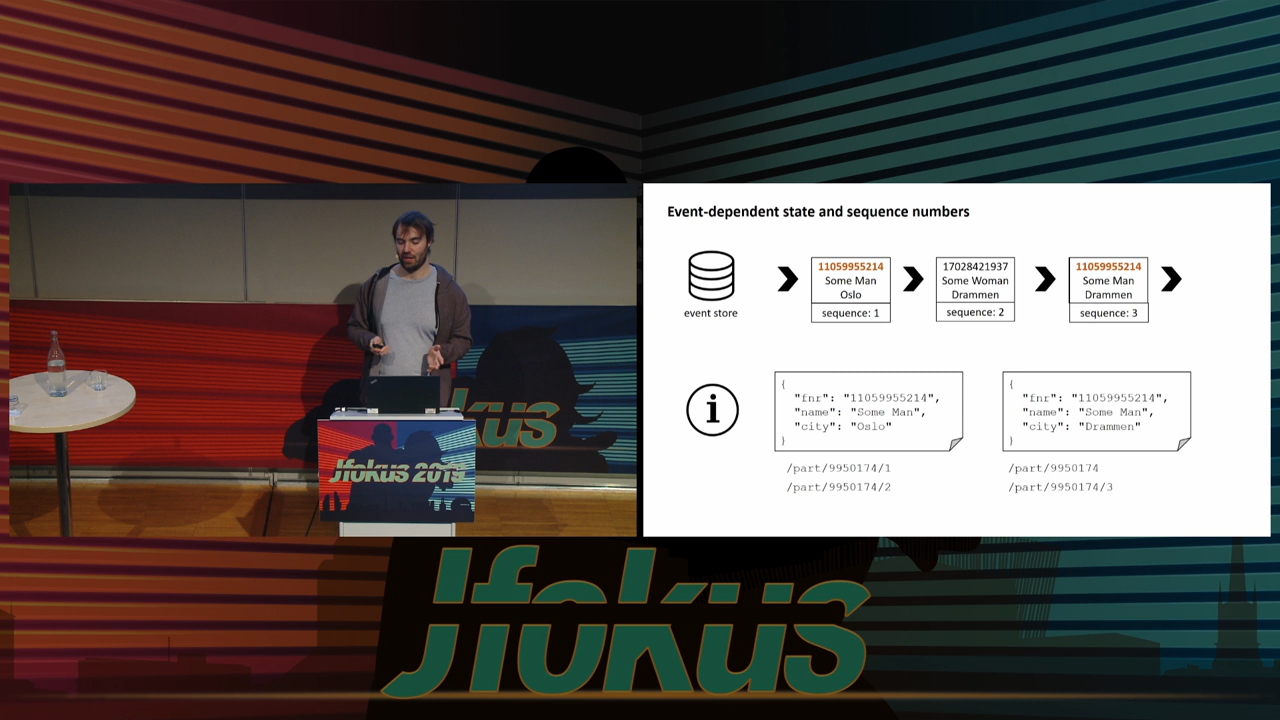 Event-dependent state and sequence numbers
event store
11059955214
Some Man
Oslo
sequence: 1
17028421937
Some Woman
Drammen
sequence: 2
11059955214
Some Man
Drammen
sequence: 3
i
{
"fnr": "11059955214",
"name": "Some Man",
"city": "Oslo"
}
/part/9950174/1
/part/9950174/2
{
"fnr": "11059955214",
"name": "Some Man",
"city": "Drammen"
}
/part/9950174
/part/9950174/3
kus
Jfokus 2019
Jfokus